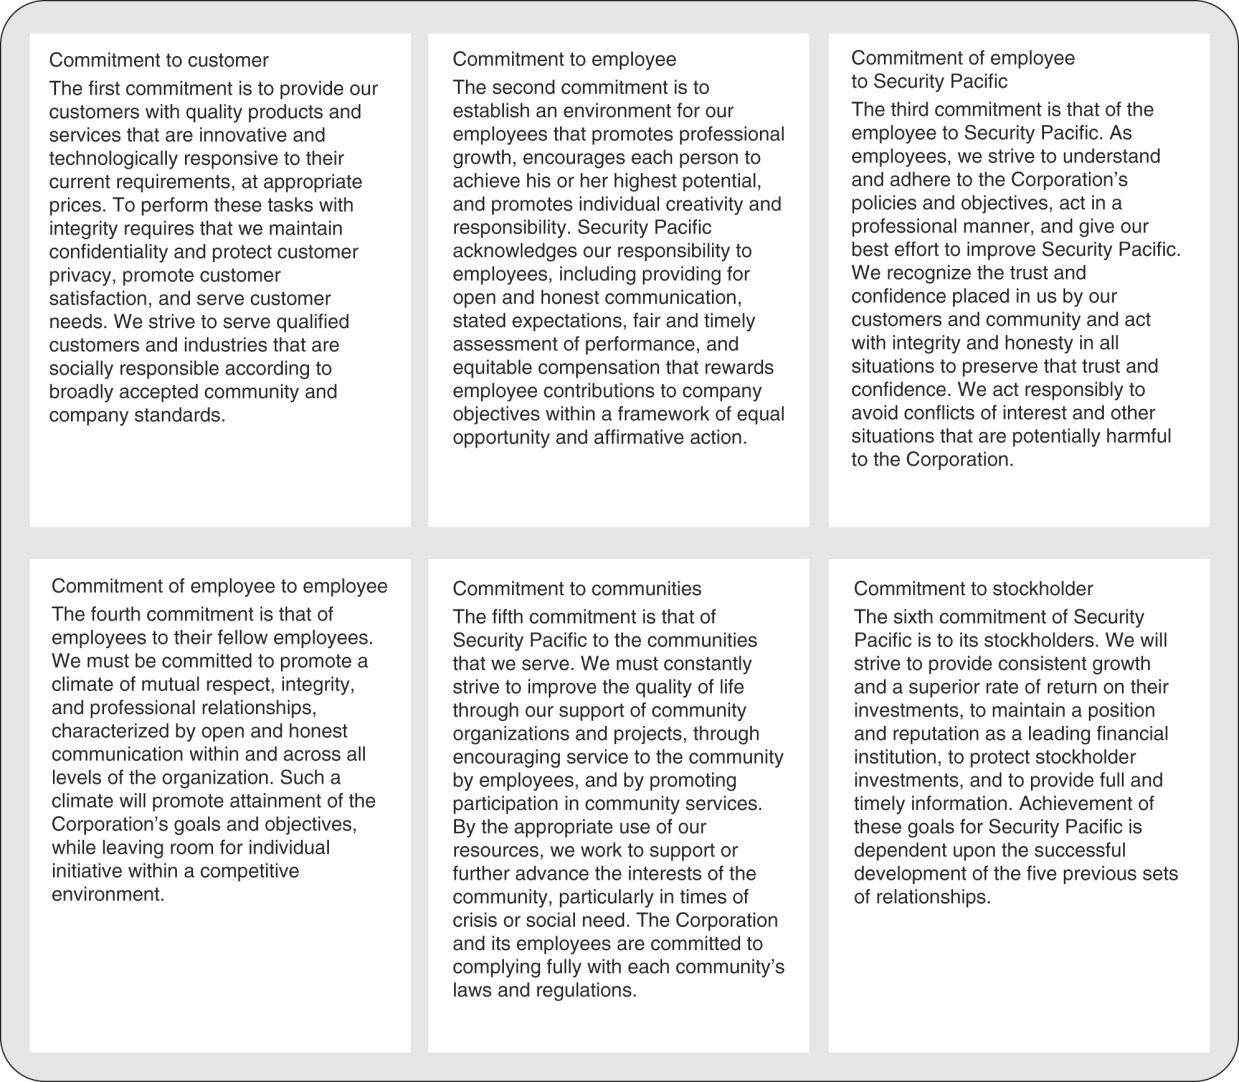 Commitment to customer
The first commitment is to provide our
customers with quality products and
services that are innovative and
technologically responsive to their
current requirements, at appropriate
prices. To perform these tasks with
integrity requires that we maintain
confidentiality and protect customer
privacy, promote customer
satisfaction, and serve customer
needs. We strive to serve qualified
customers and industries that are
socially responsible according to
broadly accepted community and
company standards.
Commitment to employee
The second commitment is to
establish an environment for our
employees that promotes professional
growth, encourages each person to
achieve his or her highest potential,
and promotes individual creativity and
responsibility. Security Pacific
acknowledges our responsibility to
employees, including providing for
open and honest communication,
stated expectations, fair and timely
assessment of performance, and
equitable compensation that rewards
employee contributions to company
objectives within a framework of equal
opportunity and affirmative action.
Commitment of employee
to Security Pacific
The third commitment is that of the
employee to Security Pacific. As
employees, we strive to understand
and adhere to the Corporation’s
policies and objectives, act in a
professional manner, and give our
best effort to improve Security Pacific.
We recognize the trust and
confidence placed in us by our
customers and community and act
with integrity and honesty in all
situations to preserve that trust and
confidence. We act responsibly to
avoid conflicts of interest and other
situations that are potentially harmful
to the Corporation.
Commitment of employee to employee
The fourth commitment is that of
employees to their fellow employees.
We must be committed to promote a
climate of mutual respect, integrity,
and professional relationships,
characterized by open and honest
communication within and across all
levels of the organization. Such a
climate will promote attainment of the
Corporation’s goals and objectives,
while leaving room for individual
initiative within a competitive
environment.
Commitment to communities
The fifth commitment is that of
Security Pacific to the communities
that we serve. We must constantly
strive to improve the quality of life
through our support of community
organizations and projects, through
encouraging service to the community
by employees, and by promoting
participation in community services.
By the appropriate use of our
resources, we work to support or
further advance the interests of the
community, particularly in times of
crisis or social need. The Corporation
and its employees are committed to
complying fully with each community’s
laws and regulations.
Commitment to stockholder
The sixth commitment of Security
Pacific is to its stockholders. We will
strive to provide consistent growth
and a superior rate of return on their
investments, to maintain a position
and reputation as a leading financial
institution, to protect stockholder
investments, and to provide full and
timely information. Achievement of
these goals for Security Pacific is
dependent upon the successful
development of the five previous sets
of relationships.